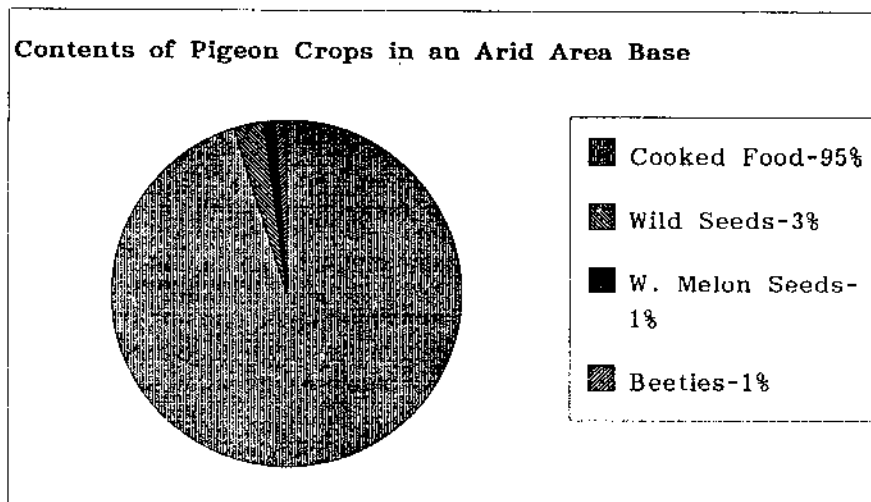 Contents of Pigeon Crops in an Arid Area Base
Cooked Food-95%
Wild Seeds-3%
W. Melon Seeds-
1%
Beetles-1%